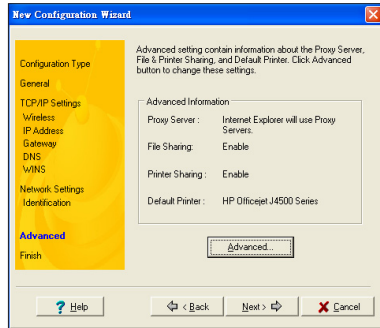 New Configuration Wizard
Configuration Type
General
TCP/IP Settings
Wireless
IP Address
Gateway
DNS
WINS
Network Settings
Identification
Advanced
Finish
Advanced setting contain information about the Proxy Server,
File & Printer Sharing, and Default Printer. Click Advanced
button to change these settings.
Advanced Information
Proxy Server : Internet Explorer will use Proxy
Servers.
File Sharing: Enable
Printer Sharing : Enable
Default Printer : HP Officejet J4500 Series
Advanced...
? Help
< Back
Next >
Cancel